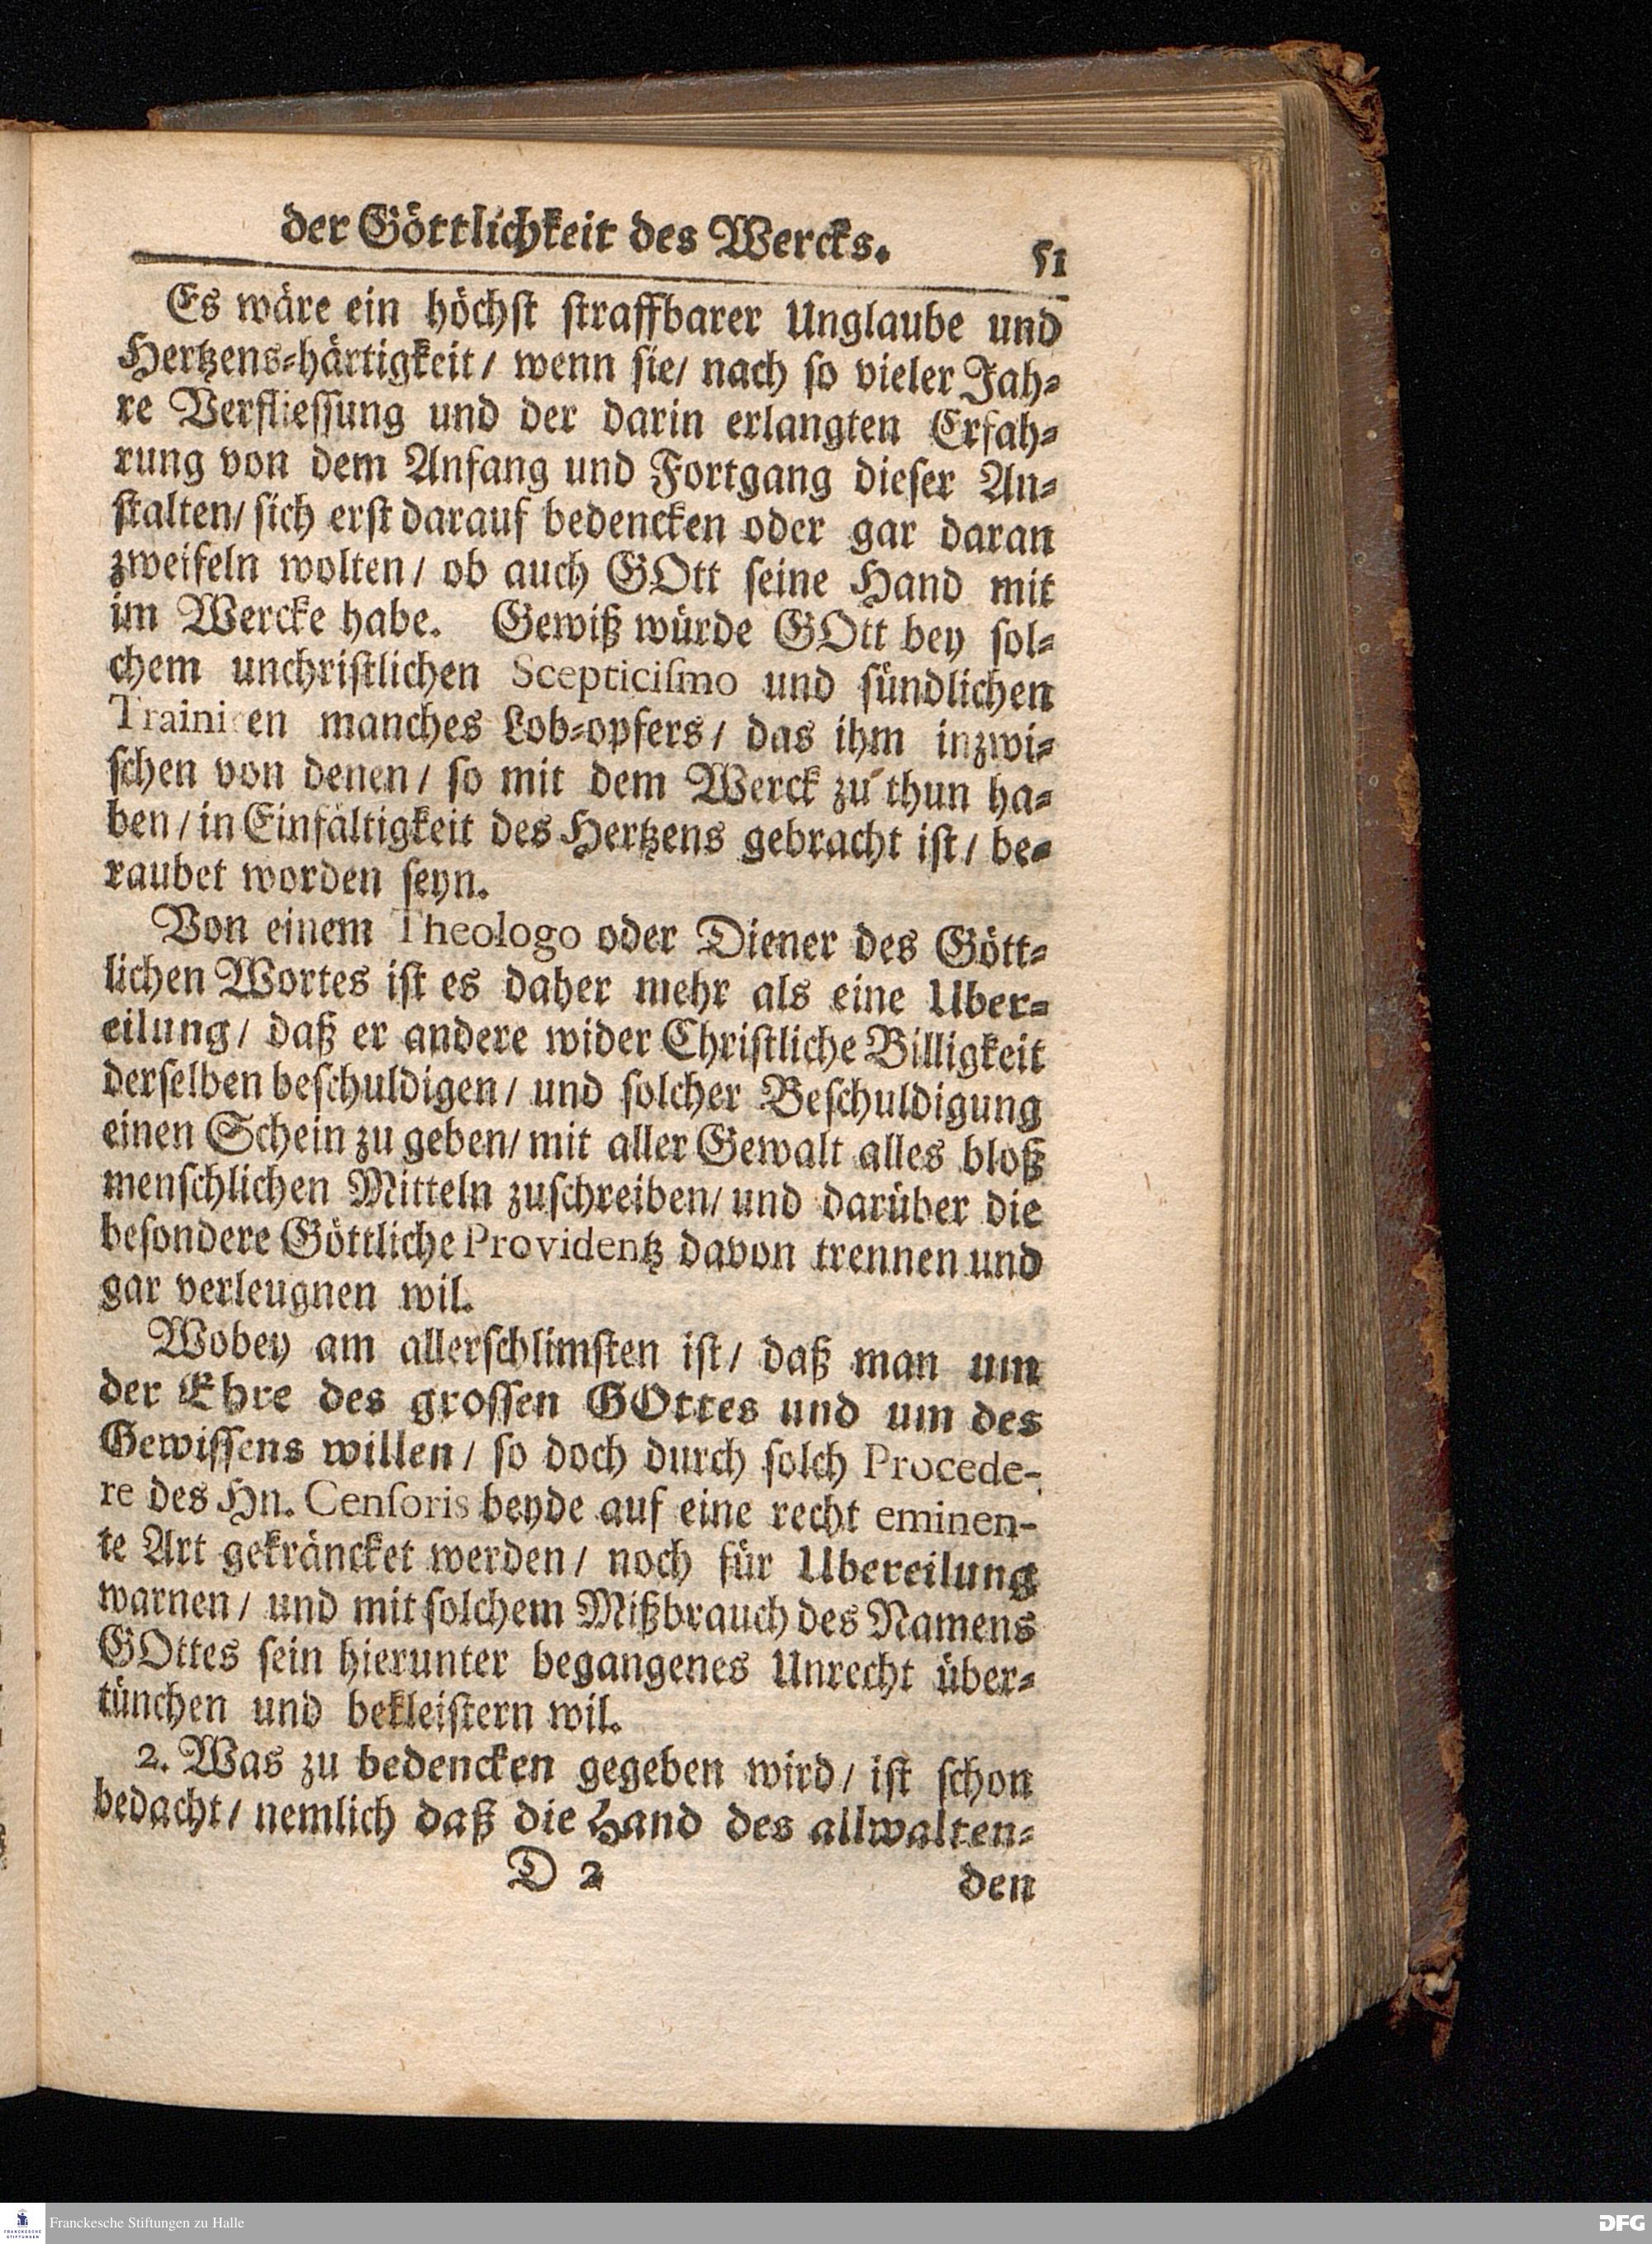 der Göttlichkeit des Wercks. 51
Es wäre ein höchst straffbarer Unglaube und
Hertzens-härtigkeit/ wenn sie/ nach so vieler Jah-
re Verfliessung und der darin erlangten Erfah-
rung von dem Anfang und Fortgang dieser An-
stalten/ sich erst darauf bedencken oder gar daran
zweifeln wolten/ ob auch GOtt seine Hand mit
im Wercke habe. Gewiß würde GOtt bey sol-
chem unchristlichen Scepticismo und sündlichen
manches Lob-opfers/ das ihm inzwi-
schen von denen/ so mit dem Werck zu thun ha-
ben/ in Einfältigkeit des Hertzens gebracht ist/ be-
raubet worden seyn.
Von einem Theologo oder Diener des Gött-
lichen Wortes ist es daher mehr als eine Uber-
eilung/ daß er andere wider Christliche Billigkeit
derselben beschuldigen/ und solcher Beschuldigung
einen Schein zu geben/ mit aller Gewalt alles bloß
menschlichen Mitteln zuschreiben/ und darüber die
besondere Göttliche Providentz davon trennen und
gar verleugnen wil.
Wobey am allerschlimsten ist/ daß man um
der Ehre des grossen GOttes und um des
Gewissens willen/ so doch durch solch Procede-
re des Hn. Censoris beyde auf eine recht eminen-
te Art gekräncket werden/ noch für Ubereilung
warnen/ und mit solchem Mißbrauch des Namens
GOttes sein hierunter begangenes Unrecht über-
tünchen und bekleistern wil.
2. Was zu bedencken gegeben wird/ ist schon
bedacht/ nemlich daß die Hand des allwalten-
D 2 den
Franckesche Stiftungen zu Halle
FRANCKESCHE STIFTUNGEN
DFG